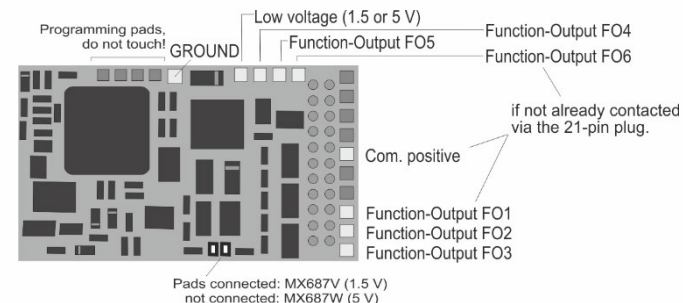 Programming pads,
do not touch!
GROUND
Low voltage (1.5 or 5 V)
Function-Output FO5
Function-Output FO4
Function-Output FO6
if not already contacted
via the 21-pin plug.
Com. positive
Function-Output FO1
Function-Output FO2
Function-Output FO3
Pads connected: MX687V (1.5 V)
not connected: MX687W (5 V)